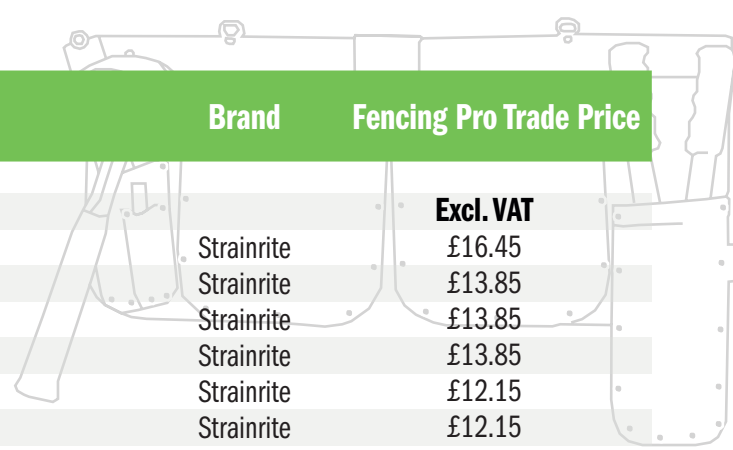 Brand Fencing Pro Trade Price
Excl. VAT
Strainrite £16.45
Strainrite £13.85
Strainrite £13.85
Strainrite £13.85
Strainrite £12.15
Strainrite £12.15